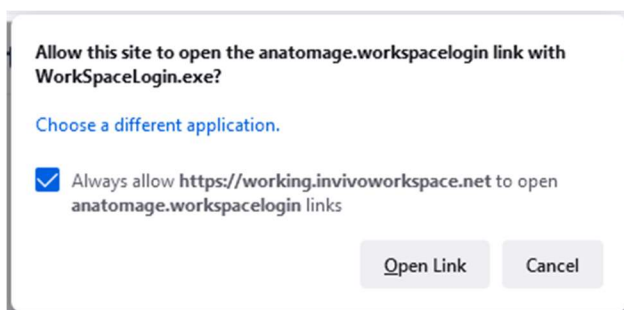 Allow this site to open the anatomage.workspacelogin link with
WorkSpaceLogin.exe?
Choose a different application.
Always allow https://working.invivoworkspace.net to open
anatomage.workspacelogin links
Open Link
Cancel